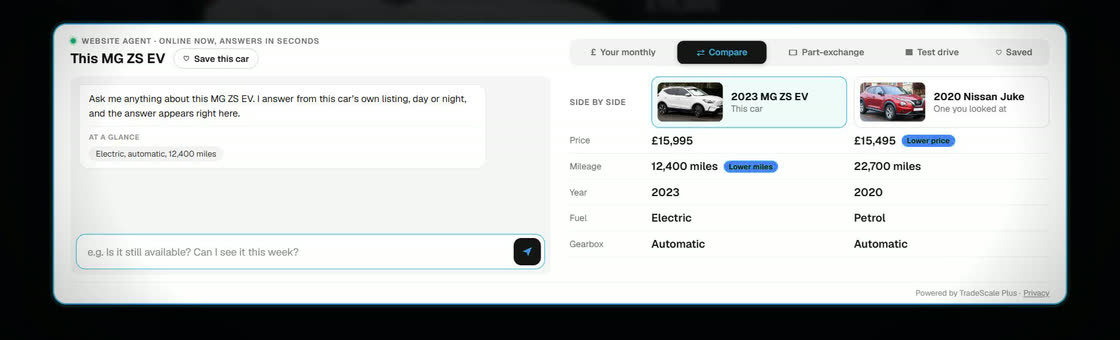 WEBSITE AGENT · ONLINE NOW, ANSWERS IN SECONDS
This MG ZS EV
♡ Save this car
£ Your monthly
⇄ Compare
Part-exchange
Test drive
♡ Saved
Ask me anything about this MG ZS EV. I answer from this car's own listing, day or night,
and the answer appears right here.
AT A GLANCE
Electric, automatic, 12,400 miles
e.g. Is it still available? Can I see it this week?
SIDE BY SIDE
2023 MG ZS EV
This car
2020 Nissan Juke
One you looked at
Price £15,995 £15,495 Lower price
Mileage 12,400 miles Lower miles 22,700 miles
Year 2023 2020
Fuel Electric Petrol
Gearbox Automatic Automatic
Powered by TradeScale Plus · Privacy